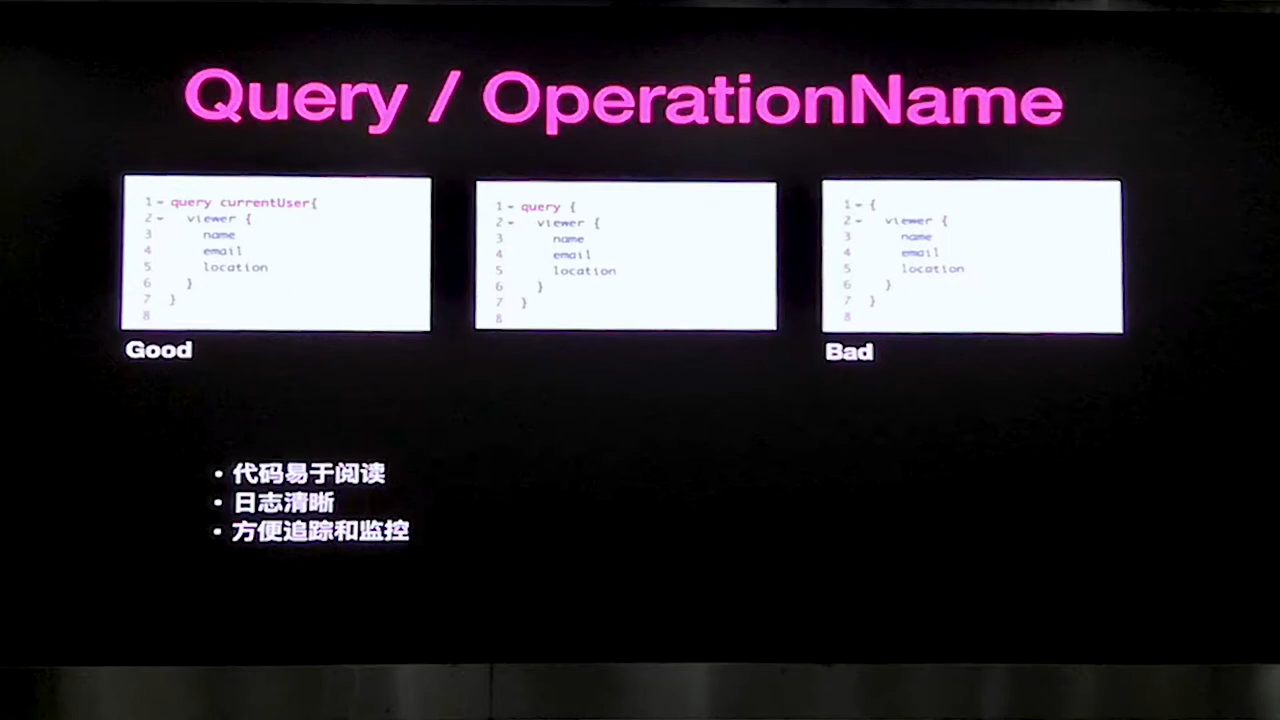 Query / OperationName
1 query currentUser{
2 viewer {
3 name
4 email
5 location
6 }
7 }
8
Good
1 query {
2 viewer {
3 name
4 email
5 location
6 }
7 }
8
1 {
2 viewer {
3 name
4 email
5 location
6 }
7 }
8
Bad
• 代码易于阅读
• 日志清晰
• 方便追踪和监控